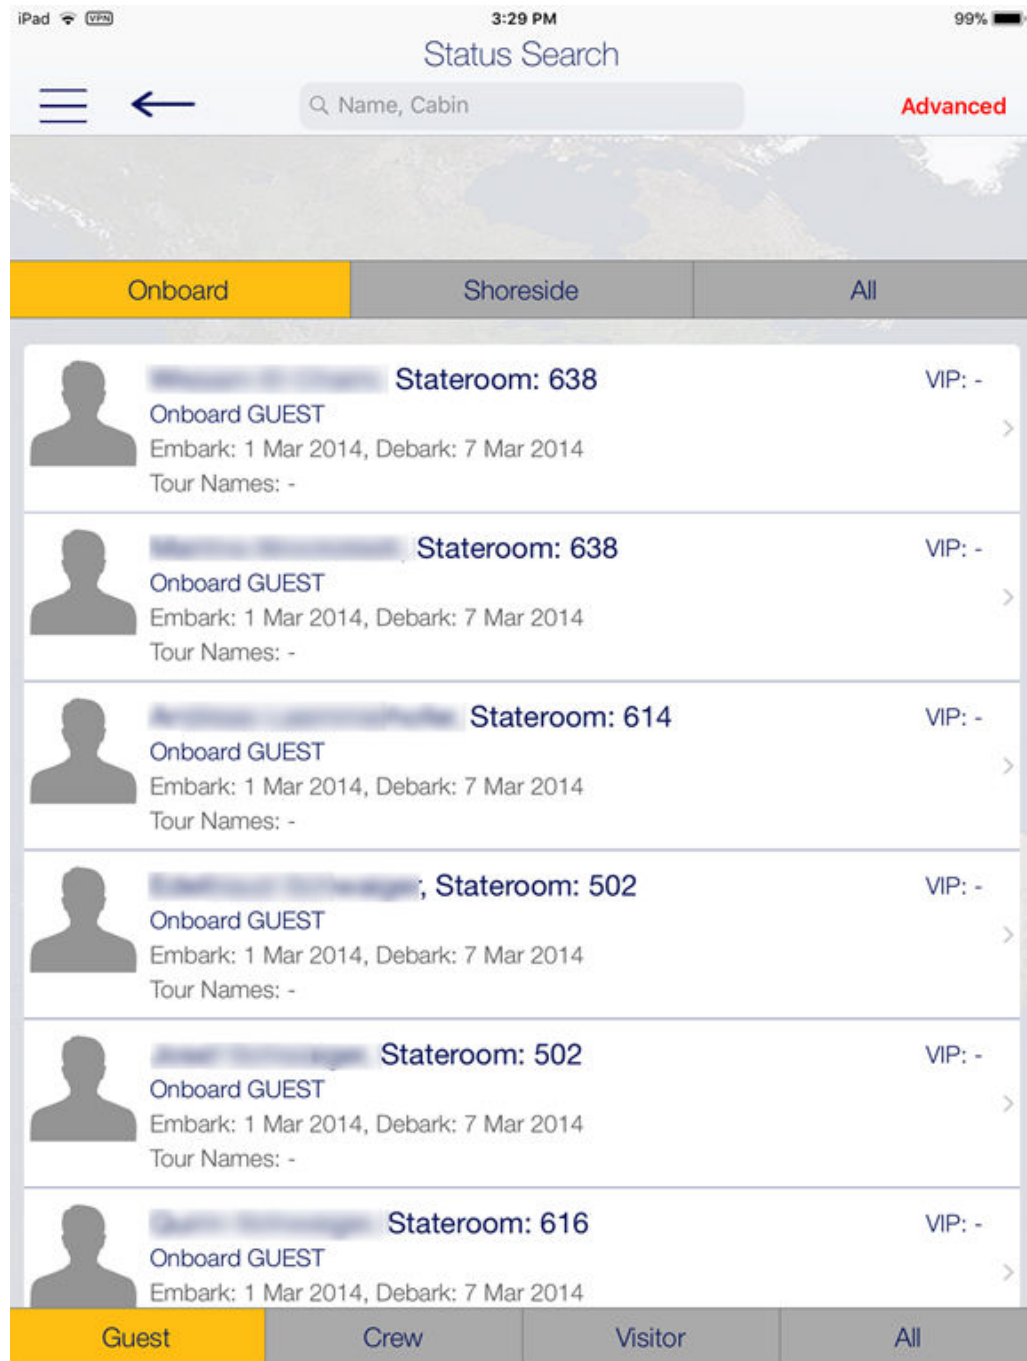 iPad VPN 3:29 PM 99%
Status Search
Name, Cabin Advanced
Onboard Shoreside All
Stateroom: 638 VIP: -
Onboard GUEST
Embark: 1 Mar 2014, Debark: 7 Mar 2014
Tour Names: -
Stateroom: 638 VIP: -
Onboard GUEST
Embark: 1 Mar 2014, Debark: 7 Mar 2014
Tour Names: -
Stateroom: 614 VIP: -
Onboard GUEST
Embark: 1 Mar 2014, Debark: 7 Mar 2014
Tour Names: -
, Stateroom: 502 VIP: -
Onboard GUEST
Embark: 1 Mar 2014, Debark: 7 Mar 2014
Tour Names: -
Stateroom: 502 VIP: -
Onboard GUEST
Embark: 1 Mar 2014, Debark: 7 Mar 2014
Tour Names: -
Stateroom: 616 VIP: -
Onboard GUEST
Embark: 1 Mar 2014, Debark: 7 Mar 2014
Guest Crew Visitor All